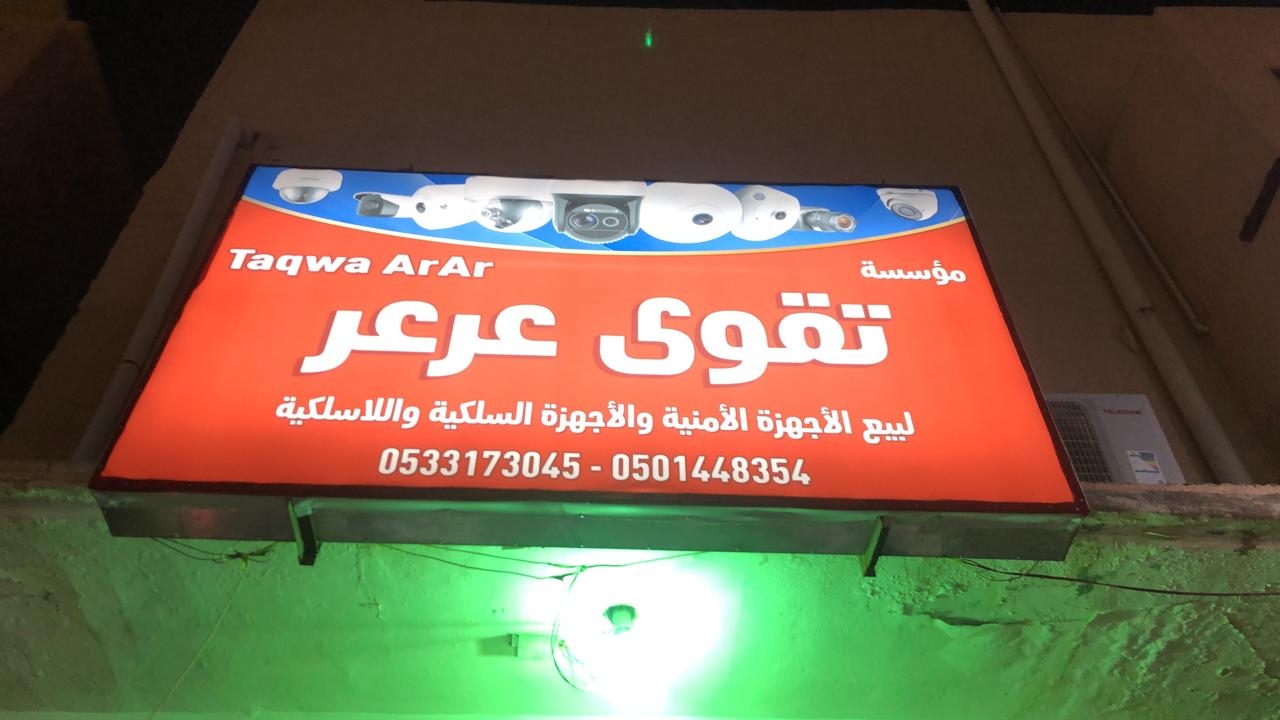 مؤسسة
Taqwa ArAr
تقوى عرعر
لبيع الأجهزة الأمنية والأجهزة السلكية واللاسلكية
0533173045 - 0501448354